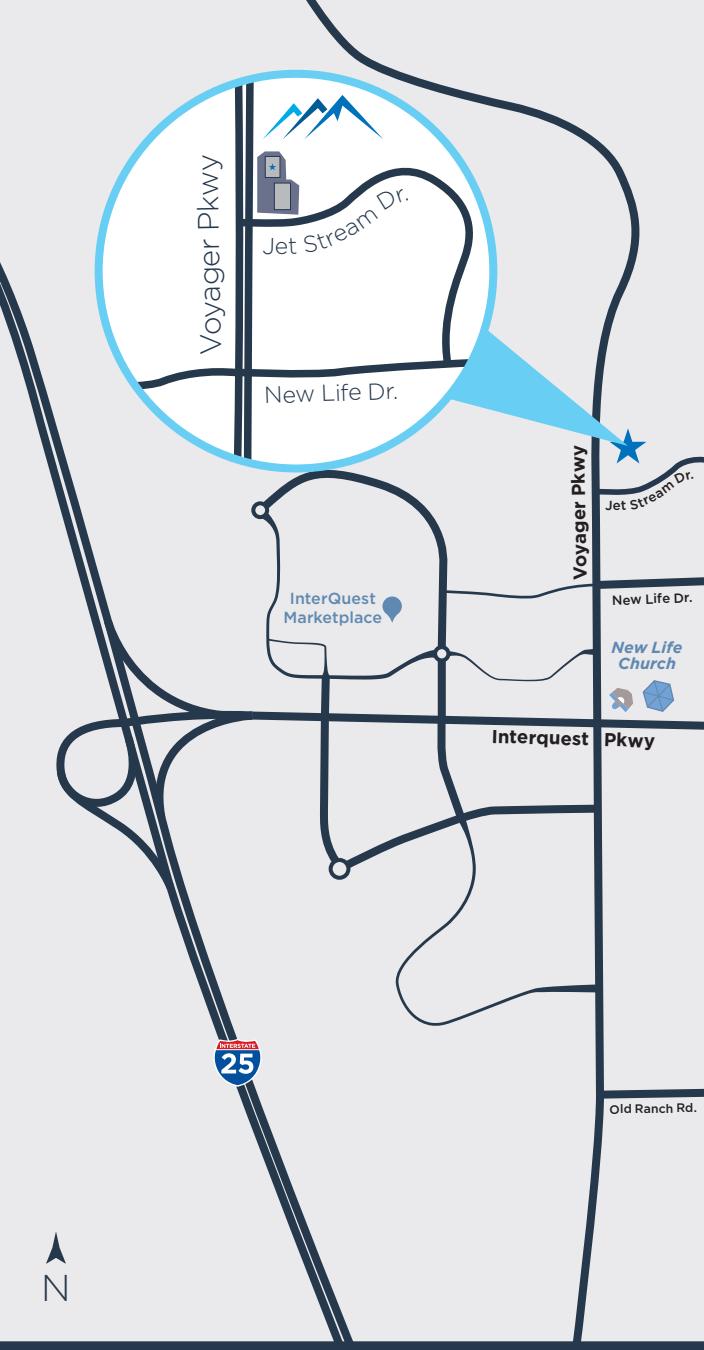 Voyager Pkwy
Jet Stream Dr.
New Life Dr.
Voyager Pkwy
Jet Stream Dr.
InterQuest
Marketplace
New Life Dr.
New Life
Church
Interquest Pkwy
INTERSTATE
25
Old Ranch Rd.
N